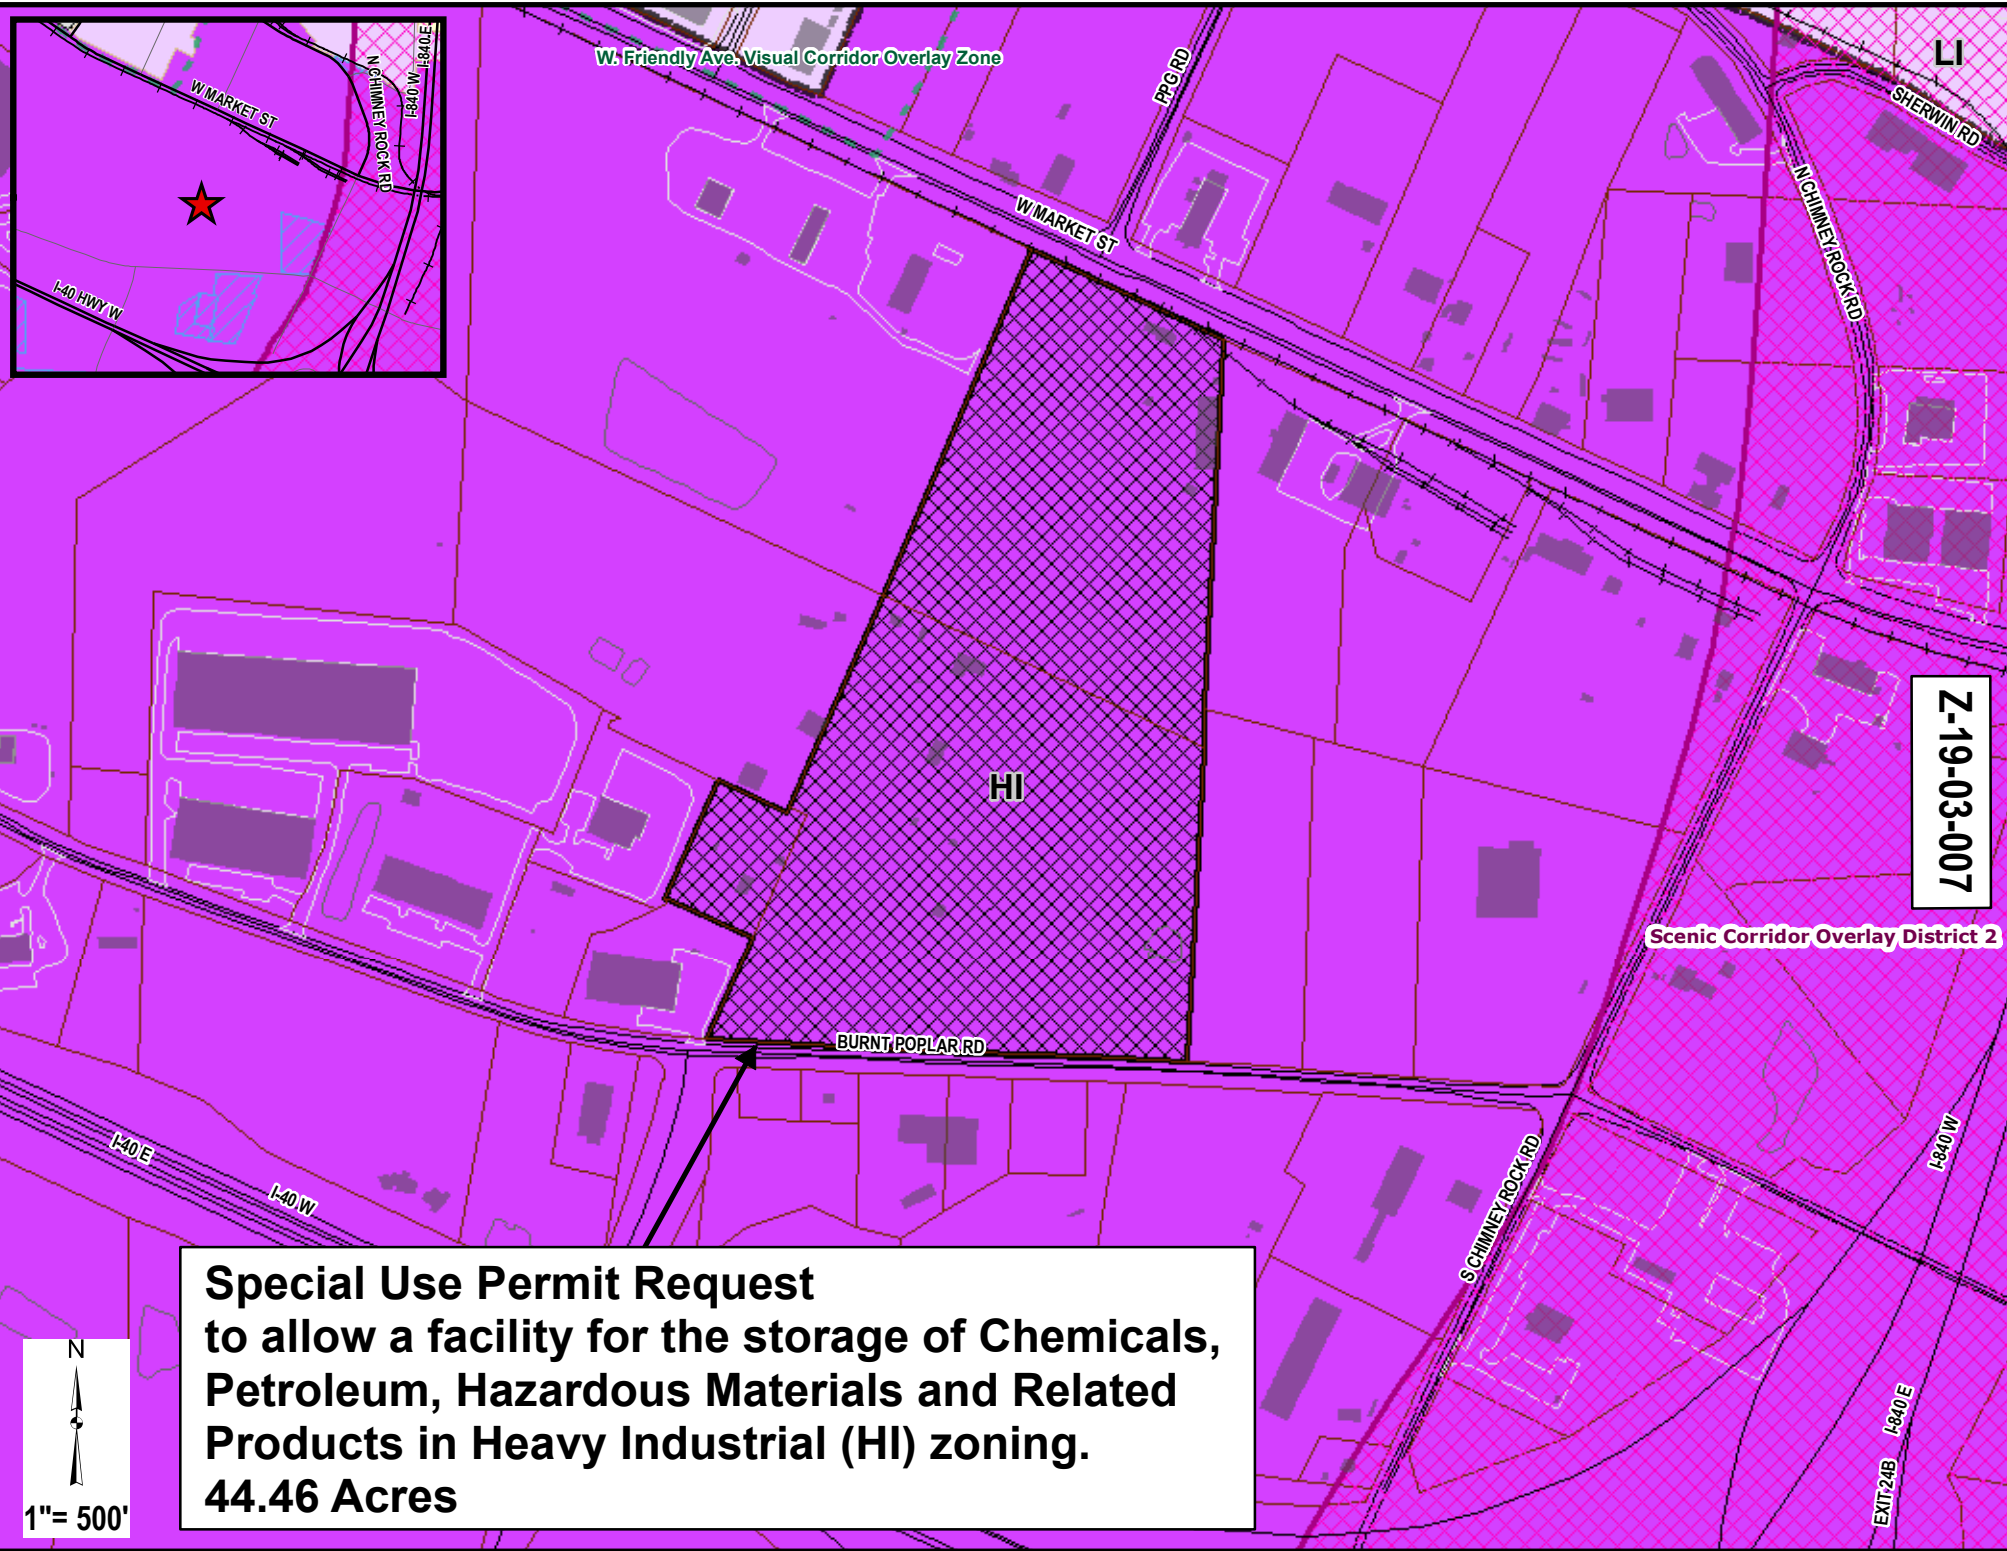 W MARKET ST
N CHIMNEY ROCK RD
I-840 W
I-840 E
I-40 HWY W
W. Friendly Ave. Visual Corridor Overlay Zone
PPG RD
LI
SHERWIN RD
W MARKET ST
N CHIMNEY ROCK RD
HI
Z-19-03-007
Scenic Corridor Overlay District 2
BURNT POPLAR RD
I-40 E
I-40 W
S CHIMNEY ROCK RD
I-840 W
I-840 E
EXIT 24B
Special Use Permit Request
to allow a facility for the storage of Chemicals,
Petroleum, Hazardous Materials and Related
Products in Heavy Industrial (HI) zoning.
44.46 Acres
N
1"= 500'